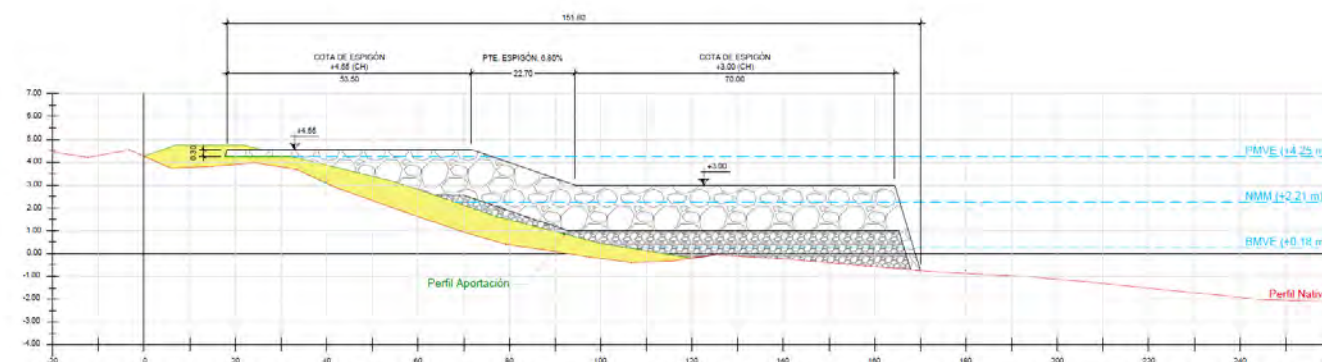 151.60
COTA DE ESPIGÓN
+4.55 (CH)
53.50
PTE. ESPIGÓN. 6.80%
22.70
COTA DE ESPIGÓN
+3.00 (CH)
70.00
7.00
6.00
5.00
4.00
3.00
2.00
1.00
0.00
-1.00
-2.00
-3.00
-4.00
0.30
+4.55
+3.00
PMVE (+4.25 m
NMM (+2.21 m)
BMVE (+0.18 m
Perfil Aportación
Perfil Nativ
-20 0 20 40 60 80 100 120 140 160 180 200 220 240